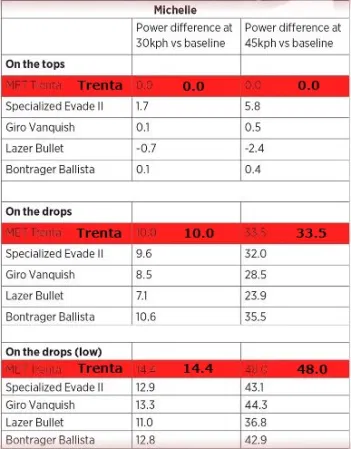 Michelle
Power difference at 30kph vs baseline Power difference at 45kph vs baseline
On the tops
MET Trenta Trenta 0.0 0.0 0.0 0.0
Specialized Evade II 1.7 5.8
Giro Vanquish 0.1 0.5
Lazer Bullet -0.7 -2.4
Bontrager Ballista 0.1 0.4
On the drops
MET Trenta Trenta 10.0 10.0 33.5 33.5
Specialized Evade II 9.6 32.0
Giro Vanquish 8.5 28.5
Lazer Bullet 7.1 23.9
Bontrager Ballista 10.6 35.5
On the drops (low)
MET Trenta Trenta 14.4 14.4 48.0 48.0
Specialized Evade II 12.9 43.1
Giro Vanquish 13.3 44.3
Lazer Bullet 11.0 36.8
Bontrager Ballista 12.8 42.9